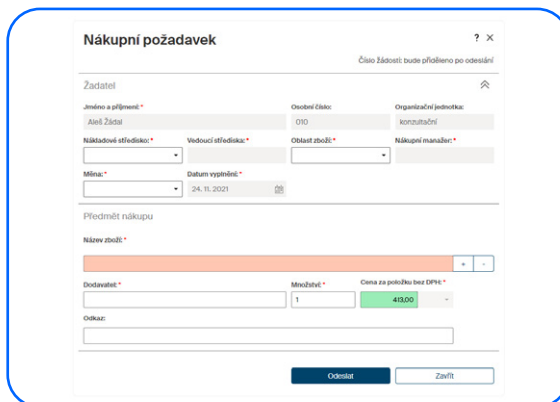 Nákupní požadavek ? ×
Číslo žádosti: bude přiděleno po odeslání
Žadatel
Jméno a příjmení: * Osobní číslo: Organizační jednotka:
Aleš Žádal 010 konzultační
Nákladové středisko: * Vedoucí střediska: * Oblast zboží: * Nákupní manažer: *
Měna: * Datum vyplnění: *
24. 11. 2021
Předmět nákupu
Název zboží: *
+ -
Dodavatel: * Množství: * Cena za položku bez DPH: *
1 413,00
Odkaz:
Odeslat Zavřít